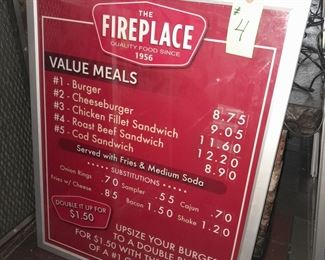 # 4
THE
FIREPLACE
QUALITY FOOD SINCE
1956
VALUE MEALS
#1 - Burger 8.75
#2 - Cheeseburger 9.05
#3 - Chicken Fillet Sandwich 11.60
#4 - Roast Beef Sandwich 12.20
#5 - Cod Sandwich 8.90
Served with Fries & Medium Soda
***** SUBSTITUTIONS *****
Onion Rings .70 Sampler .55 Cajun .70
Fries w/ Cheese .85 Bacon 1.50 Shake 1.20
DOUBLE IT UP FOR
$1.50
UPSIZE YOUR BURGER
TO A DOUBLE B
FOR $1.50 WITH THE
OF A #1 O